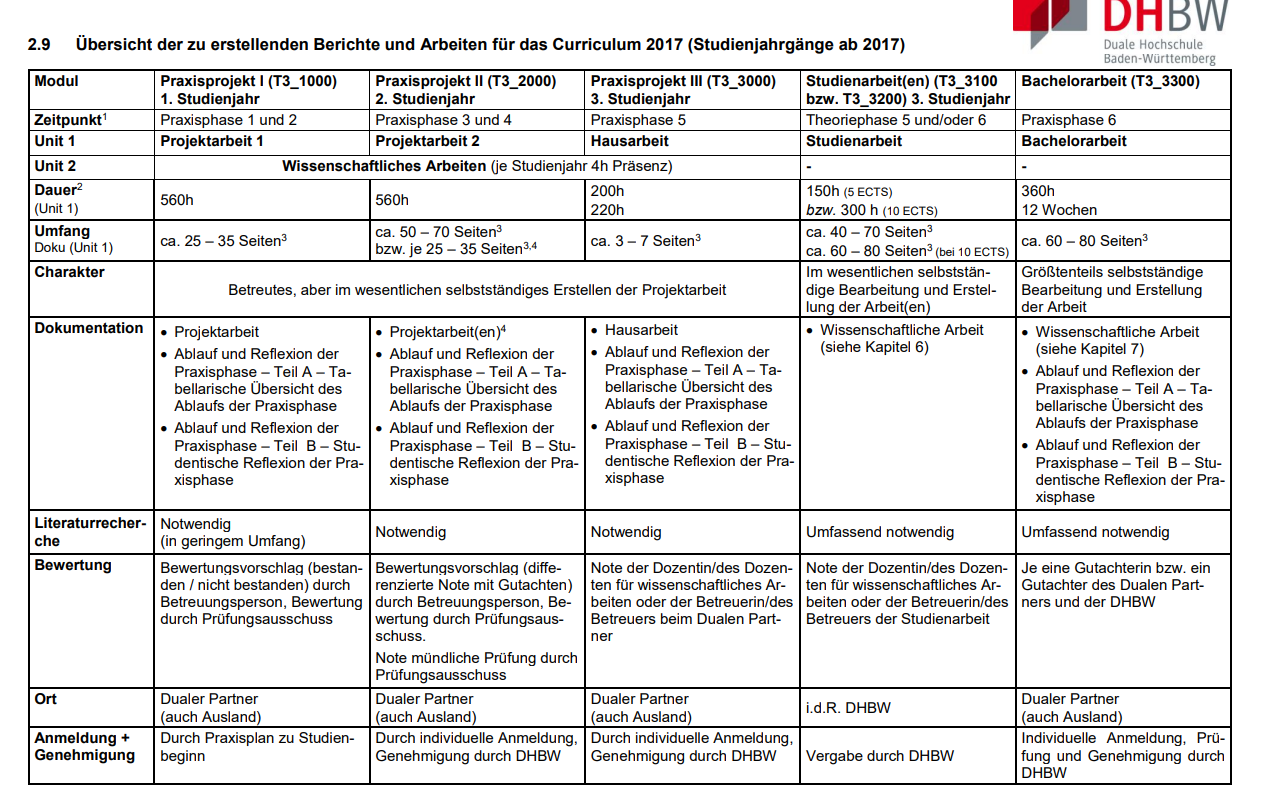 DHBW
Duale Hochschule
Baden-Württemberg
2.9 Übersicht der zu erstellenden Berichte und Arbeiten für das Curriculum 2017 (Studienjahrgänge ab 2017)
Modul
Praxisprojekt I (T3_1000)
1. Studienjahr
Praxisprojekt II (T3_2000)
2. Studienjahr
Praxisprojekt III (T3_3000)
3. Studienjahr
Studienarbeit(en) (T3_3100
bzw. T3_3200) 3. Studienjahr
Bachelorarbeit (T3_3300)
Zeitpunkt¹
Praxisphase 1 und 2
Praxisphase 3 und 4
Praxisphase 5
Theoriephase 5 und/oder 6
Praxisphase 6
Unit 1
Projektarbeit 1
Projektarbeit 2
Hausarbeit
Studienarbeit
Bachelorarbeit
Unit 2
Wissenschaftliches Arbeiten (je Studienjahr 4h Präsenz)
-
-
Dauer²
(Unit 1)
560h
560h
200h
220h
150h (5 ECTS)
bzw. 300 h (10 ECTS)
360h
12 Wochen
Umfang
Doku (Unit 1)
ca. 25 – 35 Seiten³
ca. 50 – 70 Seiten³
bzw. je 25 – 35 Seiten³,⁴
ca. 3 – 7 Seiten³
ca. 40 – 70 Seiten³
ca. 60 – 80 Seiten³ (bei 10 ECTS)
ca. 60 – 80 Seiten³
Charakter
Betreutes, aber im wesentlichen selbstständiges Erstellen der Projektarbeit
Im wesentlichen selbststän-
dige Bearbeitung und Erstel-
lung der Arbeit(en)
Größtenteils selbstständige
Bearbeitung und Erstellung
der Arbeit
Dokumentation
• Projektarbeit
• Ablauf und Reflexion der
Praxisphase – Teil A – Ta-
bellarische Übersicht des
Ablaufs der Praxisphase
• Ablauf und Reflexion der
Praxisphase – Teil B – Stu-
dentische Reflexion der Pra-
xisphase
• Projektarbeit(en)⁴
• Ablauf und Reflexion der
Praxisphase – Teil A – Ta-
bellarische Übersicht des
Ablaufs der Praxisphase
• Ablauf und Reflexion der
Praxisphase – Teil B – Stu-
dentische Reflexion der Pra-
xisphase
• Hausarbeit
• Ablauf und Reflexion der
Praxisphase – Teil A – Ta-
bellarische Übersicht des
Ablaufs der Praxisphase
• Ablauf und Reflexion der
Praxisphase – Teil B – Stu-
dentische Reflexion der Pra-
xisphase
• Wissenschaftliche Arbeit
(siehe Kapitel 6)
• Wissenschaftliche Arbeit
(siehe Kapitel 7)
• Ablauf und Reflexion der
Praxisphase – Teil A – Ta-
bellarische Übersicht des
Ablaufs der Praxisphase
• Ablauf und Reflexion der
Praxisphase – Teil B – Stu-
dentische Reflexion der Pra-
xisphase
Literaturrecher-
che
Notwendig
(in geringem Umfang)
Notwendig
Notwendig
Umfassend notwendig
Umfassend notwendig
Bewertung
Bewertungsvorschlag (bestan-
den / nicht bestanden) durch
Betreuungsperson, Bewertung
durch Prüfungsausschuss
Bewertungsvorschlag (diffe-
renzierte Note mit Gutachten)
durch Betreuungsperson, Be-
wertung durch Prüfungsaus-
schuss.
Note mündliche Prüfung durch
Prüfungsausschuss
Note der Dozentin/des Dozen-
ten für wissenschaftliches Ar-
beiten oder der Betreuerin/des
Betreuers beim Dualen Part-
ner
Note der Dozentin/des Dozen-
ten für wissenschaftliches Ar-
beiten oder der Betreuerin/des
Betreuers der Studienarbeit
Je eine Gutachterin bzw. ein
Gutachter des Dualen Part-
ners und der DHBW
Ort
Dualer Partner
(auch Ausland)
Dualer Partner
(auch Ausland)
Dualer Partner
(auch Ausland)
i.d.R. DHBW
Dualer Partner
(auch Ausland)
Anmeldung +
Genehmigung
Durch Praxisplan zu Studien-
beginn
Durch individuelle Anmeldung,
Genehmigung durch DHBW
Durch individuelle Anmeldung,
Genehmigung durch DHBW
Vergabe durch DHBW
Individuelle Anmeldung, Prü-
fung und Genehmigung durch
DHBW